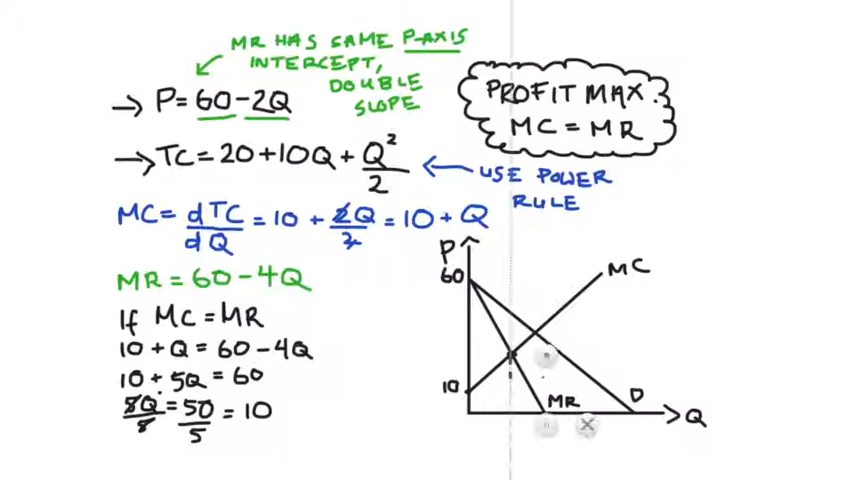 MR HAS SAME P-AXIS
INTERCEPT,
DOUBLE
SLOPE
→ P = 60 - 2Q
PROFIT MAX.
MC = MR
→ TC = 20 + 10Q + Q²/2
USE POWER
RULE
MC = dTC/dQ = 10 + 2Q/2 = 10 + Q
MR = 60 - 4Q
If MC = MR
10 + Q = 60 - 4Q
10 + 5Q = 60
5Q/5 = 50/5 = 10
P
60
MC
10
MR
D
Q